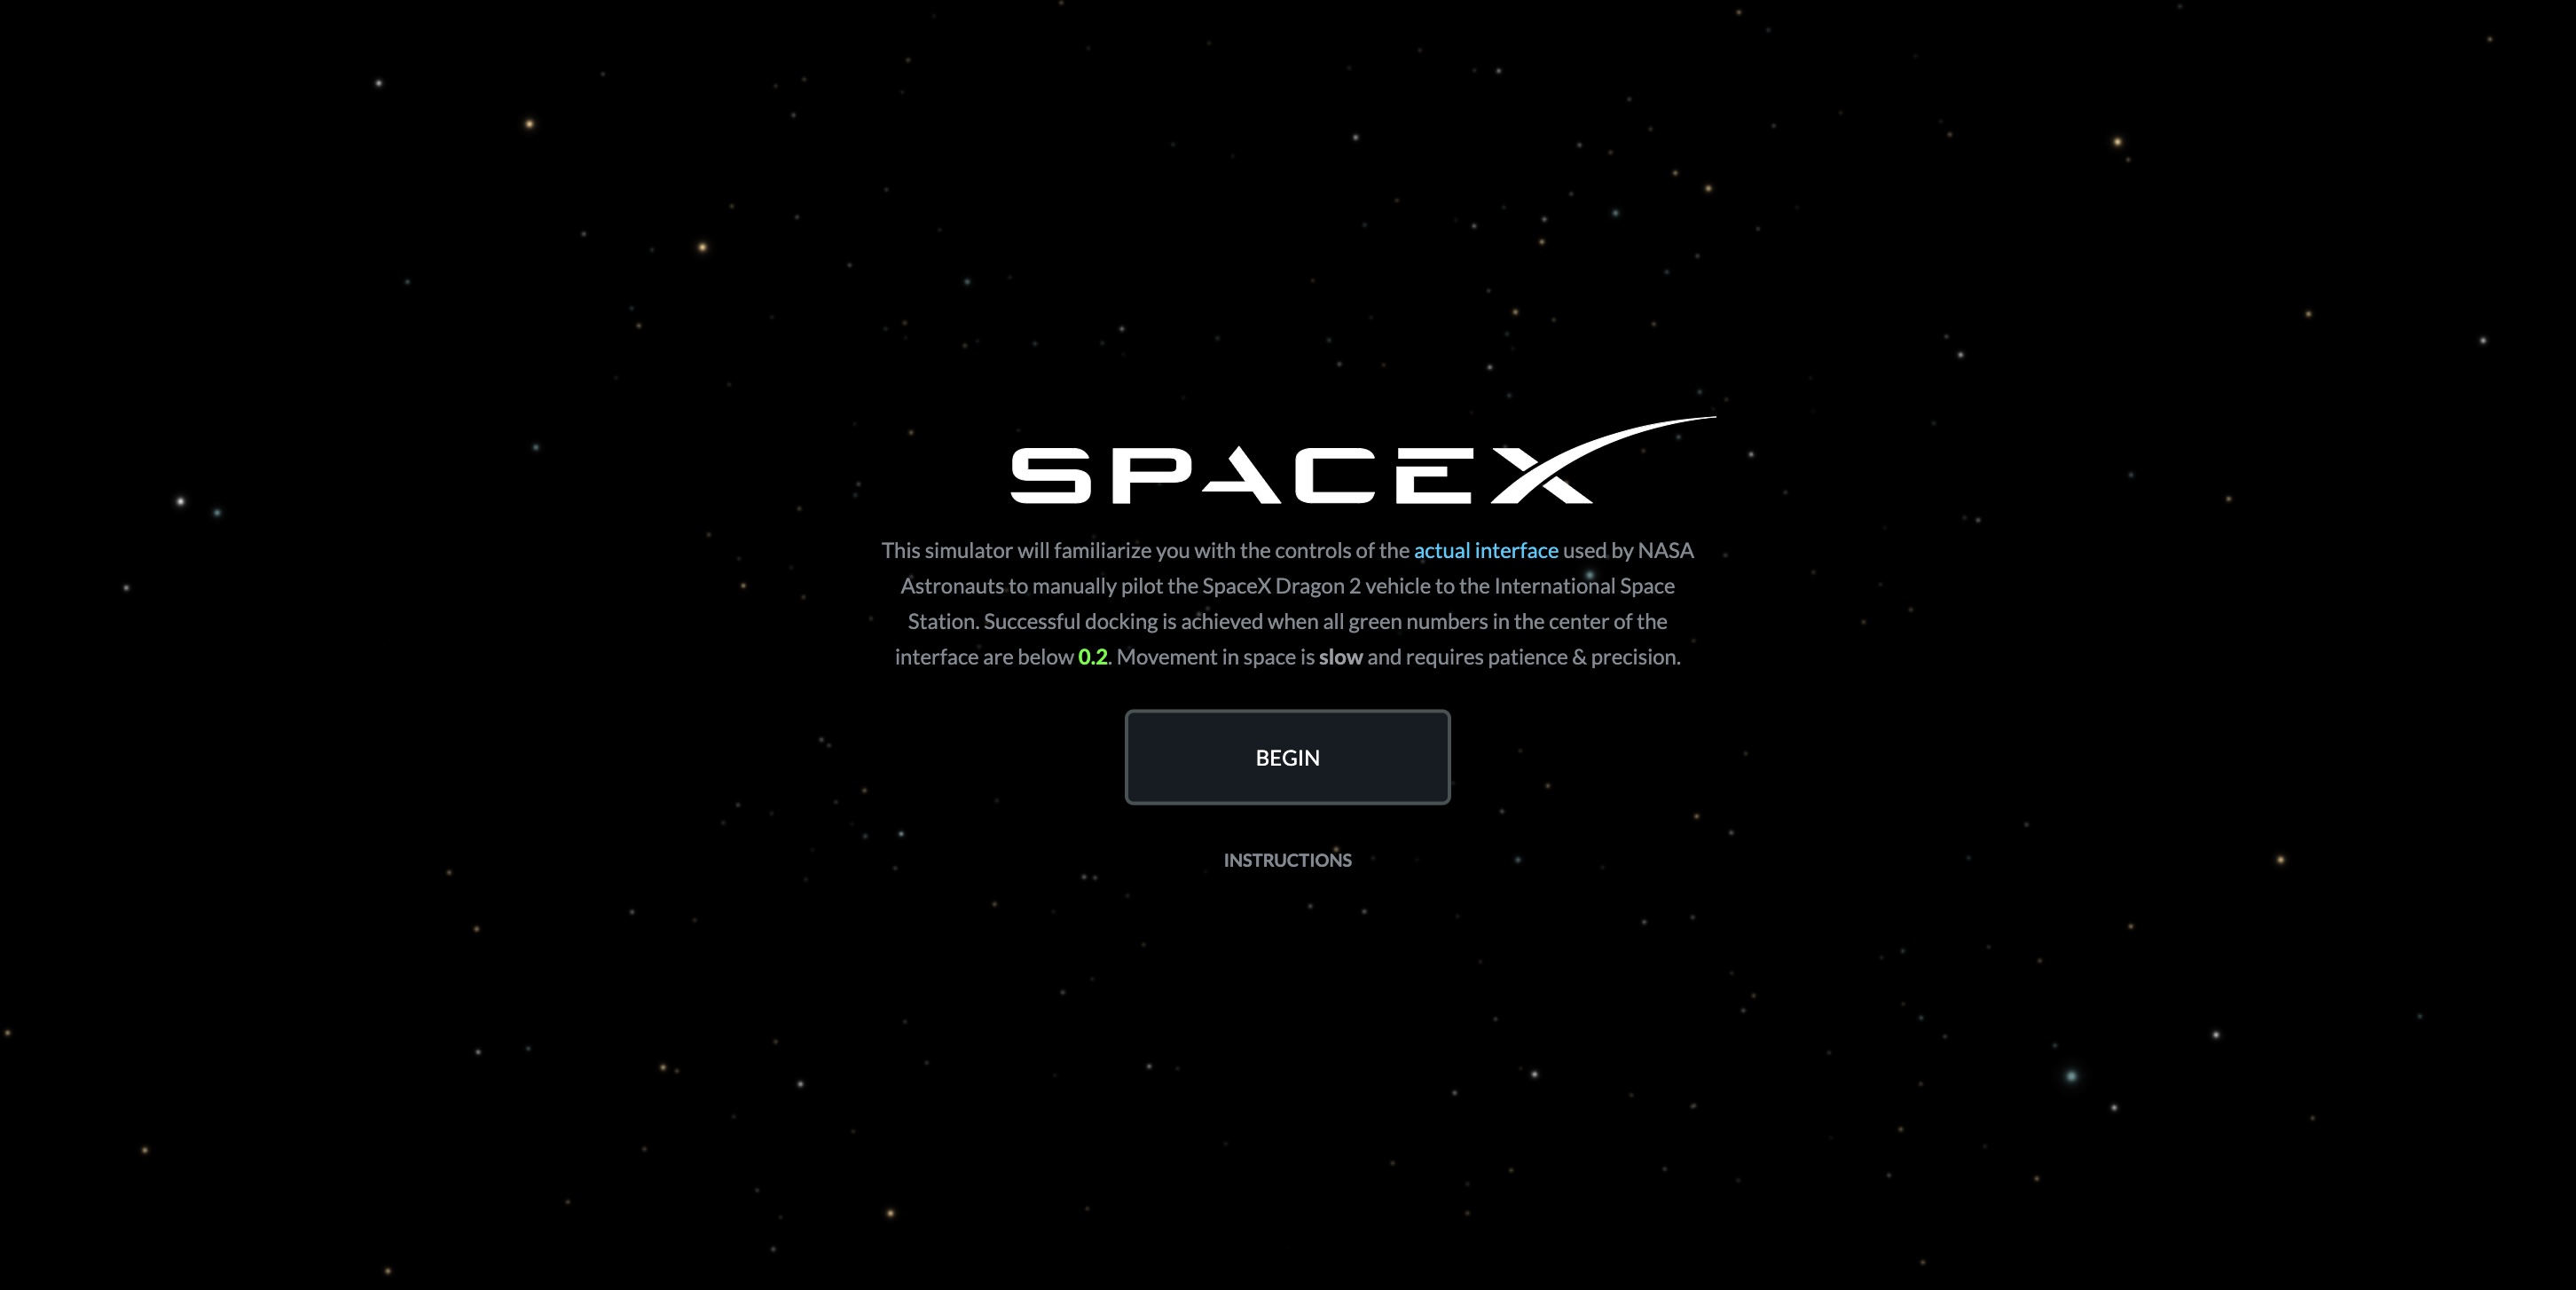 SPACEX
This simulator will familiarize you with the controls of the actual interface used by NASA
Astronauts to manually pilot the SpaceX Dragon 2 vehicle to the International Space
Station. Successful docking is achieved when all green numbers in the center of the
interface are below 0.2. Movement in space is slow and requires patience & precision.
BEGIN
INSTRUCTIONS